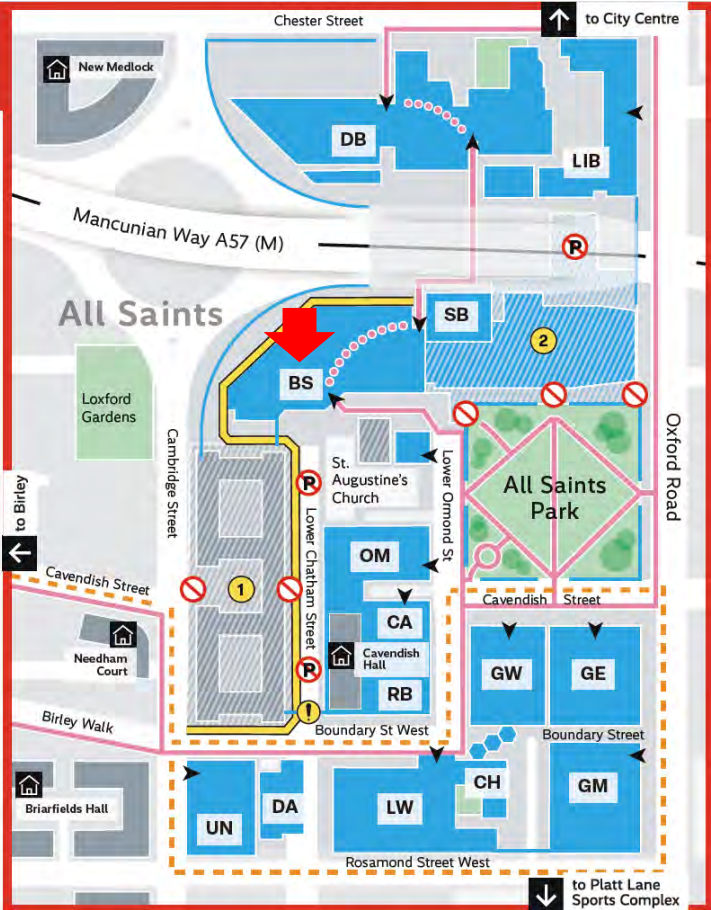 Chester Street
to City Centre
New Medlock
DB
LIB
Mancunian Way A57 (M)
P
All Saints
SB
2
BS
Loxford
Gardens
Cambridge Street
St.
Augustine's
Church
Lower Ormond St
All Saints
Park
Oxford Road
to Birley
P
Lower Chatham Street
OM
Cavendish Street
1
CA
Cavendish Street
Needham
Court
Cavendish
Hall
GW
GE
P
RB
Birley Walk
!
Boundary St West
Boundary Street
Briarfields Hall
UN
DA
LW
CH
GM
Rosamond Street West
to Platt Lane
Sports Complex